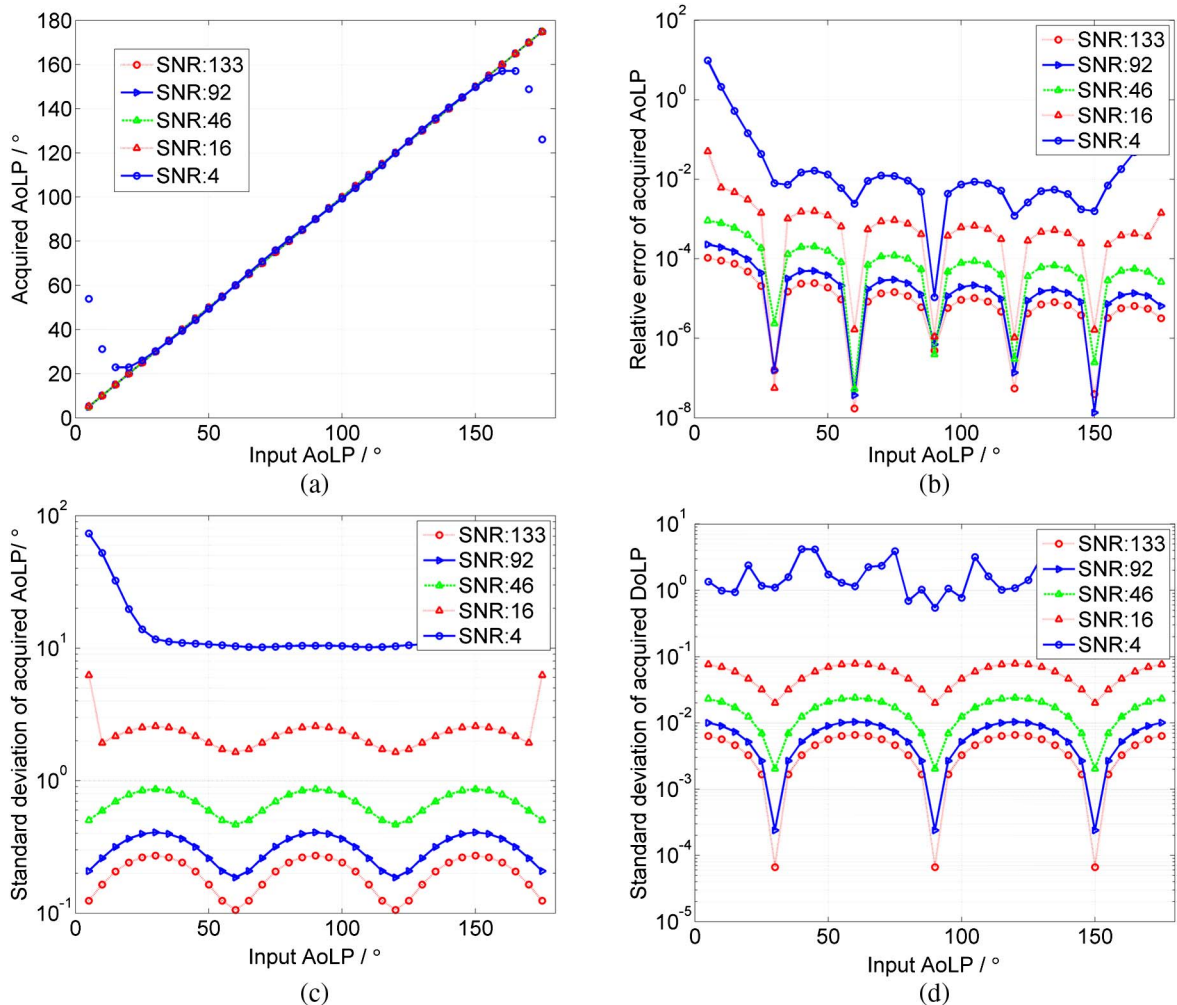 180
160
140
120
100
80
60
40
20
0
Acquired AoLP / °
SNR:133
SNR:92
SNR:46
SNR:16
SNR:4
0 50 100 150
Input AoLP / °
(a)
10^2
10^0
10^-2
10^-4
10^-6
10^-8
Relative error of acquired AoLP
SNR:133
SNR:92
SNR:46
SNR:16
SNR:4
0 50 100 150
Input AoLP / °
(b)
10^2
10^1
10^0
10^-1
Standard deviation of acquired AoLP/ °
SNR:133
SNR:92
SNR:46
SNR:16
SNR:4
0 50 100 150
Input AoLP / °
(c)
10^1
10^0
10^-1
10^-2
10^-3
10^-4
10^-5
Standard deviation of acquired DoLP
SNR:133
SNR:92
SNR:46
SNR:16
SNR:4
0 50 100 150
Input AoLP / °
(d)